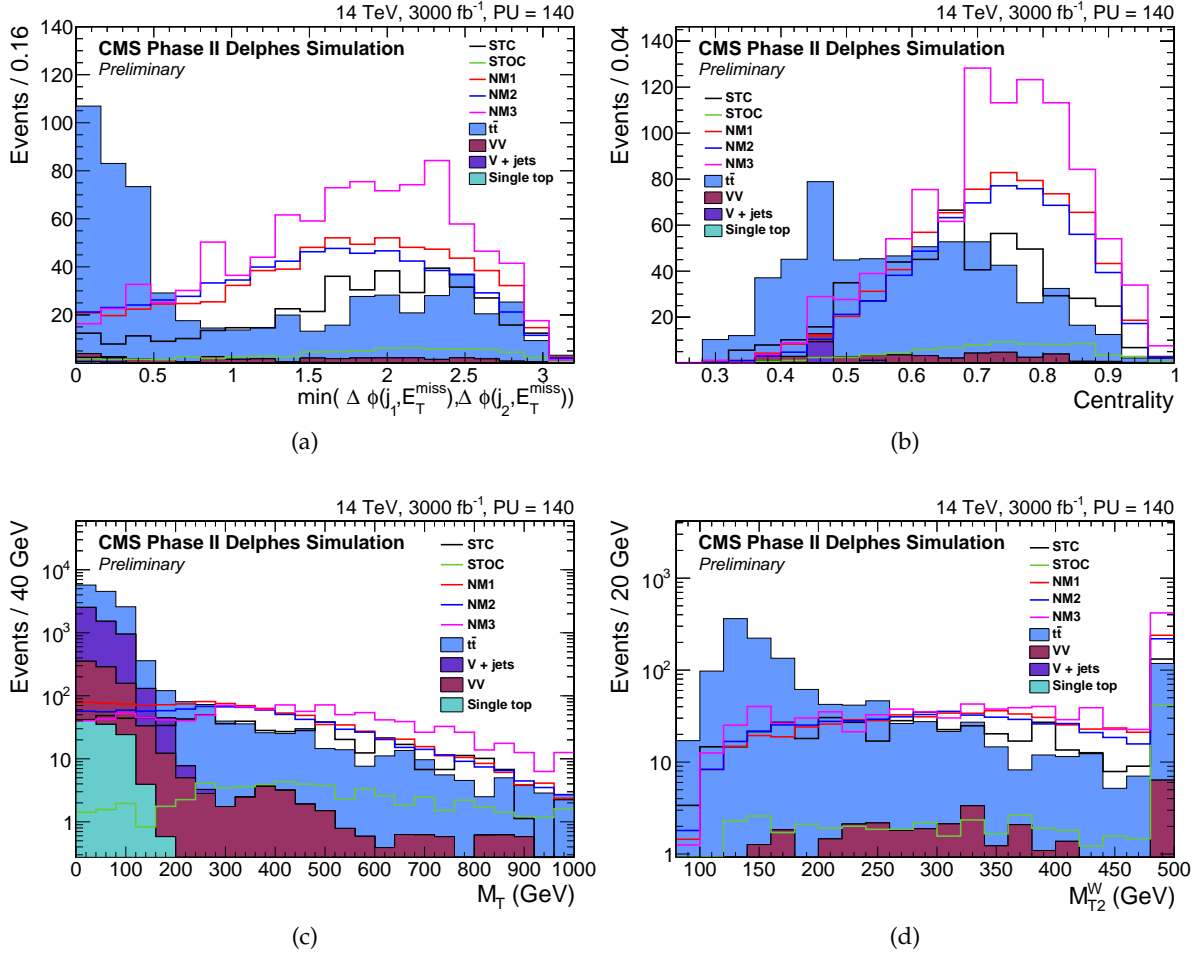 14 TeV, 3000 fb⁻¹, PU = 140
CMS Phase II Delphes Simulation
Preliminary
STC
STOC
NM1
NM2
NM3
tt̄
VV
V + jets
Single top
Events / 0.16
140
120
100
80
60
40
20
0
0.5
1
1.5
2
2.5
3
min( Δ ϕ(j₁,E_T^miss),Δ ϕ(j₂,E_T^miss))
(a)
14 TeV, 3000 fb⁻¹, PU = 140
CMS Phase II Delphes Simulation
Preliminary
STC
STOC
NM1
NM2
NM3
tt̄
VV
V + jets
Single top
Events / 0.04
140
120
100
80
60
40
20
0.3
0.4
0.5
0.6
0.7
0.8
0.9
1
Centrality
(b)
14 TeV, 3000 fb⁻¹, PU = 140
CMS Phase II Delphes Simulation
Preliminary
STC
STOC
NM1
NM2
NM3
tt̄
V + jets
VV
Single top
Events / 40 GeV
10⁴
10³
10²
10
1
0
100
200
300
400
500
600
700
800
900
1000
M_T (GeV)
(c)
14 TeV, 3000 fb⁻¹, PU = 140
CMS Phase II Delphes Simulation
Preliminary
STC
STOC
NM1
NM2
NM3
tt̄
VV
V + jets
Single top
Events / 20 GeV
10³
10²
10
1
100
150
200
250
300
350
400
450
500
M_T2^W (GeV)
(d)